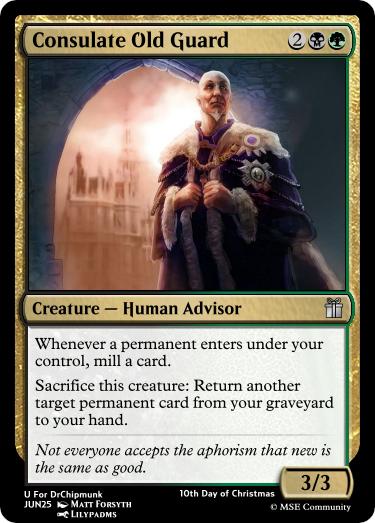 Consulate Old Guard 2
Creature — Human Advisor
Whenever a permanent enters under your
control, mill a card.
Sacrifice this creature: Return another
target permanent card from your graveyard
to your hand.
Not everyone accepts the aphorism that new is
the same as good.
3/3
U For DrChipmunk
10th Day of Christmas
JUN25 Matt Forsyth
© MSE Community
Lilypadms